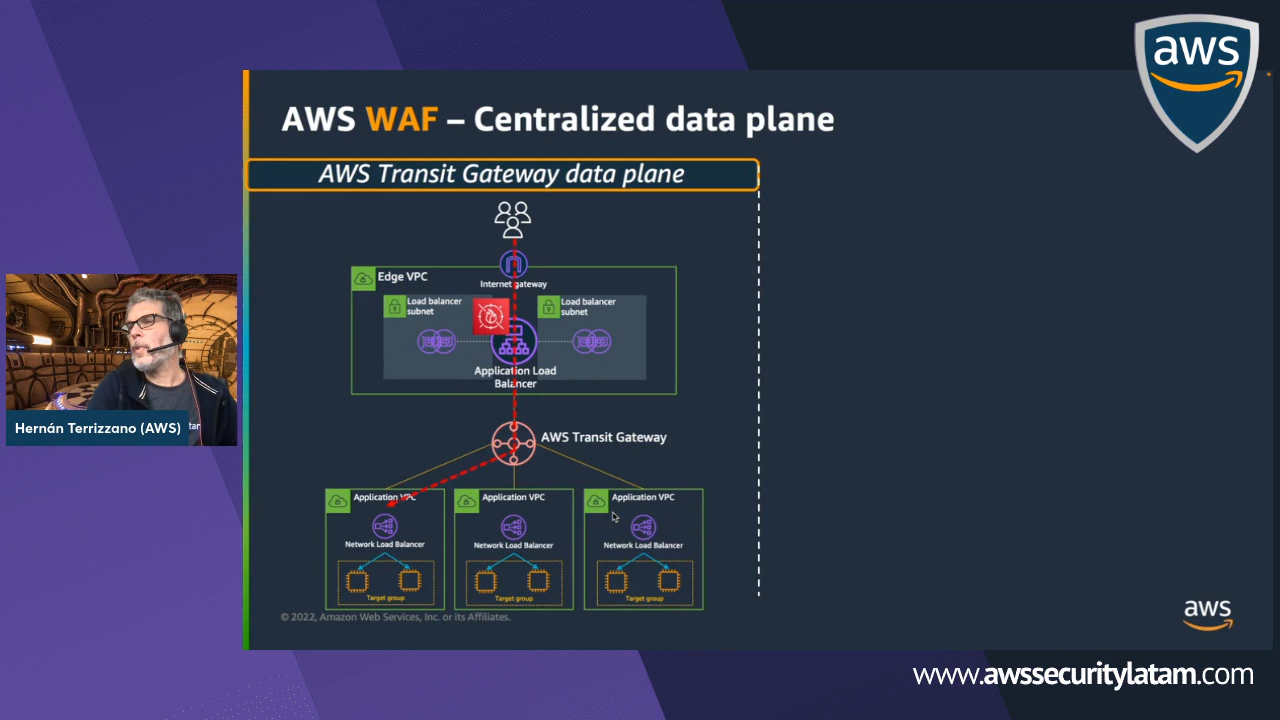 aws
AWS WAF – Centralized data plane
AWS Transit Gateway data plane
Edge VPC
Internet gateway
Load balancer
subnet
Load balancer
subnet
Application Load
Balancer
AWS Transit Gateway
Application VPC
Application VPC
Application VPC
Network Load Balancer
Network Load Balancer
Network Load Balancer
Target group
Target group
Target group
© 2022, Amazon Web Services, Inc. or its Affiliates.
aws
Hernán Terrizzano (AWS)
www.awssecuritylatam.com